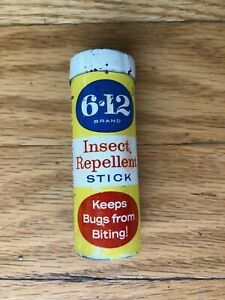 6-12
BRAND
Insect
Repellent
STICK
Keeps
Bugs from
Biting!